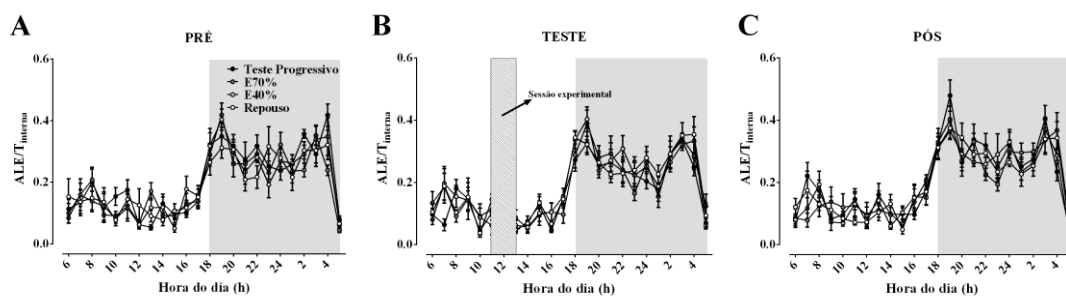 A
PRÉ
ALE/Tinterna
0.6
0.4
0.2
0.0
Teste Progressivo
E70%
E40%
Repouso
6 8 10 12 14 16 18 20 22 24 2 4
Hora do dia (h)
B
TESTE
ALE/Tinterna
0.6
0.4
0.2
0.0
Sessão experimental
6 8 10 12 14 16 18 20 22 24 2 4
Hora do dia (h)
C
PÓS
ALE/Tinterna
0.6
0.4
0.2
0.0
6 8 10 12 14 16 18 20 22 24 2 4
Hora do dia (h)